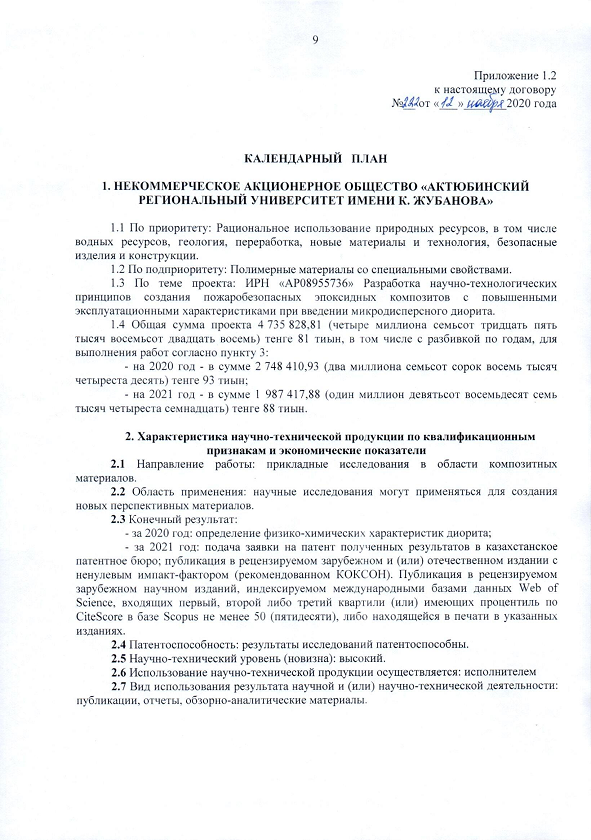 9
Приложение 1.2
к настоящему договору
№222от «12» ноября 2020 года
КАЛЕНДАРНЫЙ ПЛАН
1. НЕКОММЕРЧЕСКОЕ АКЦИОНЕРНОЕ ОБЩЕСТВО «АКТЮБИНСКИЙ
РЕГИОНАЛЬНЫЙ УНИВЕРСИТЕТ ИМЕНИ К. ЖУБАНОВА»
1.1 По приоритету: Рациональное использование природных ресурсов, в том числе
водных ресурсов, геология, переработка, новые материалы и технология, безопасные
изделия и конструкции.
1.2 По подприоритету: Полимерные материалы со специальными свойствами.
1.3 По теме проекта: ИРН «АР08955736» Разработка научно-технологических
принципов создания пожаробезопасных эпоксидных композитов с повышенными
эксплуатационными характеристиками при введении микродисперсного диорита.
1.4 Общая сумма проекта 4 735 828,81 (четыре миллиона семьсот тридцать пять
тысяч восемьсот двадцать восемь) тенге 81 тиын, в том числе с разбивкой по годам, для
выполнения работ согласно пункту 3:
- на 2020 год - в сумме 2 748 410,93 (два миллиона семьсот сорок восемь тысяч
четыреста десять) тенге 93 тиын;
- на 2021 год - в сумме 1 987 417,88 (один миллион девятьсот восемьдесят семь
тысяч четыреста семнадцать) тенге 88 тиын.
2. Характеристика научно-технической продукции по квалификационным
признакам и экономические показатели
2.1 Направление работы: прикладные исследования в области композитных
материалов.
2.2 Область применения: научные исследования могут применяться для создания
новых перспективных материалов.
2.3 Конечный результат:
- за 2020 год: определение физико-химических характеристик диорита;
- за 2021 год: подача заявки на патент полученных результатов в казахстанское
патентное бюро; публикация в рецензируемом зарубежном и (или) отечественном издании с
ненулевым импакт-фактором (рекомендованном КОКСОН). Публикация в рецензируемом
зарубежном научном изданий, индексируемом международными базами данных Web of
Science, входящих первый, второй либо третий квартили (или) имеющих процентиль по
CiteScore в базе Scopus не менее 50 (пятидесяти), либо находящейся в печати в указанных
изданиях.
2.4 Патентоспособность: результаты исследований патентоспособны.
2.5 Научно-технический уровень (новизна): высокий.
2.6 Использование научно-технической продукции осуществляется: исполнителем
2.7 Вид использования результата научной и (или) научно-технической деятельности:
публикации, отчеты, обзорно-аналитические материалы.